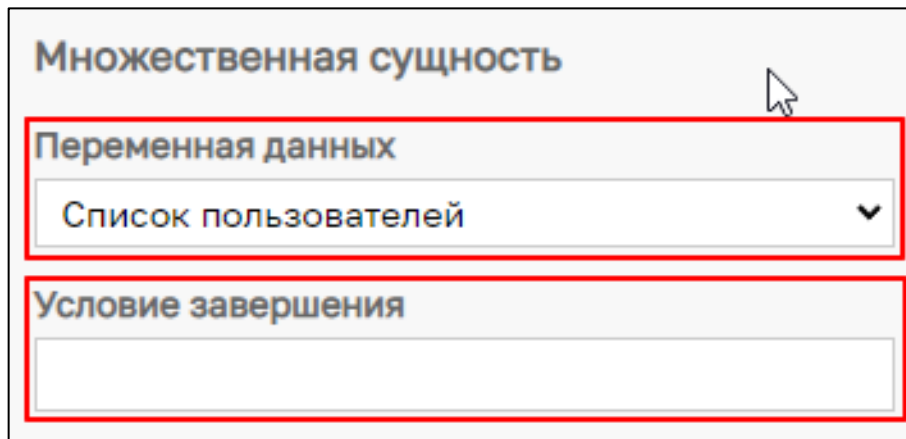 Множественная сущность
Переменная данных
Список пользователей
Условие завершения